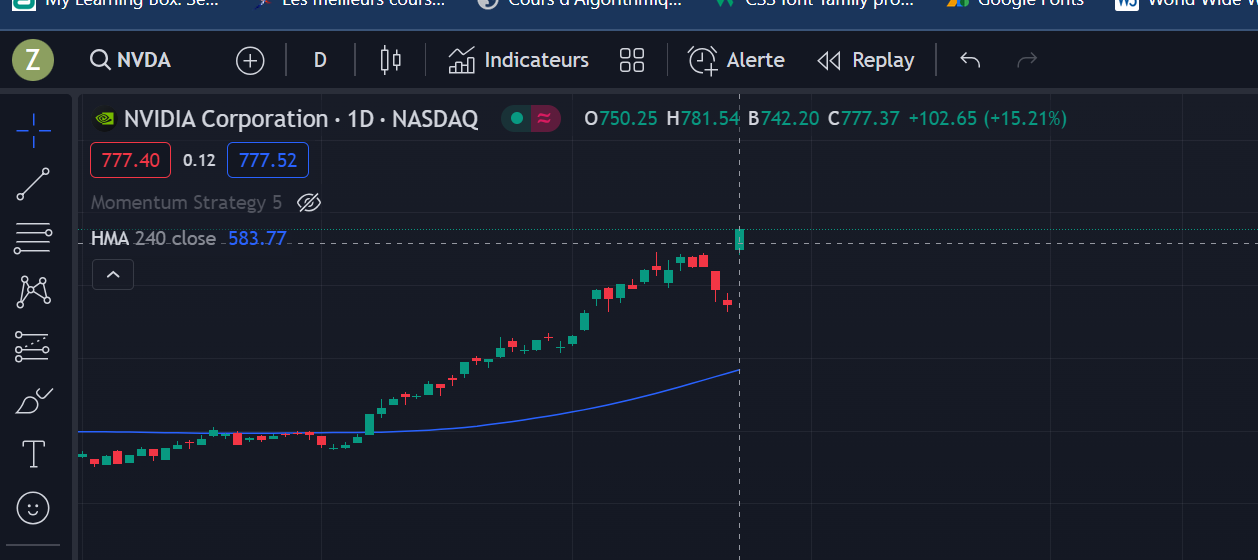 My Learning Box: Se... Les meilleurs cours... Cours d'Algorithmiq... CSS font-family pro... Google Fonts World Wide W
Z NVDA D Indicateurs Alerte Replay
NVIDIA Corporation · 1D · NASDAQ O750.25 H781.54 B742.20 C777.37 +102.65 (+15.21%)
777.40 0.12 777.52
Momentum Strategy 5
HMA 240 close 583.77